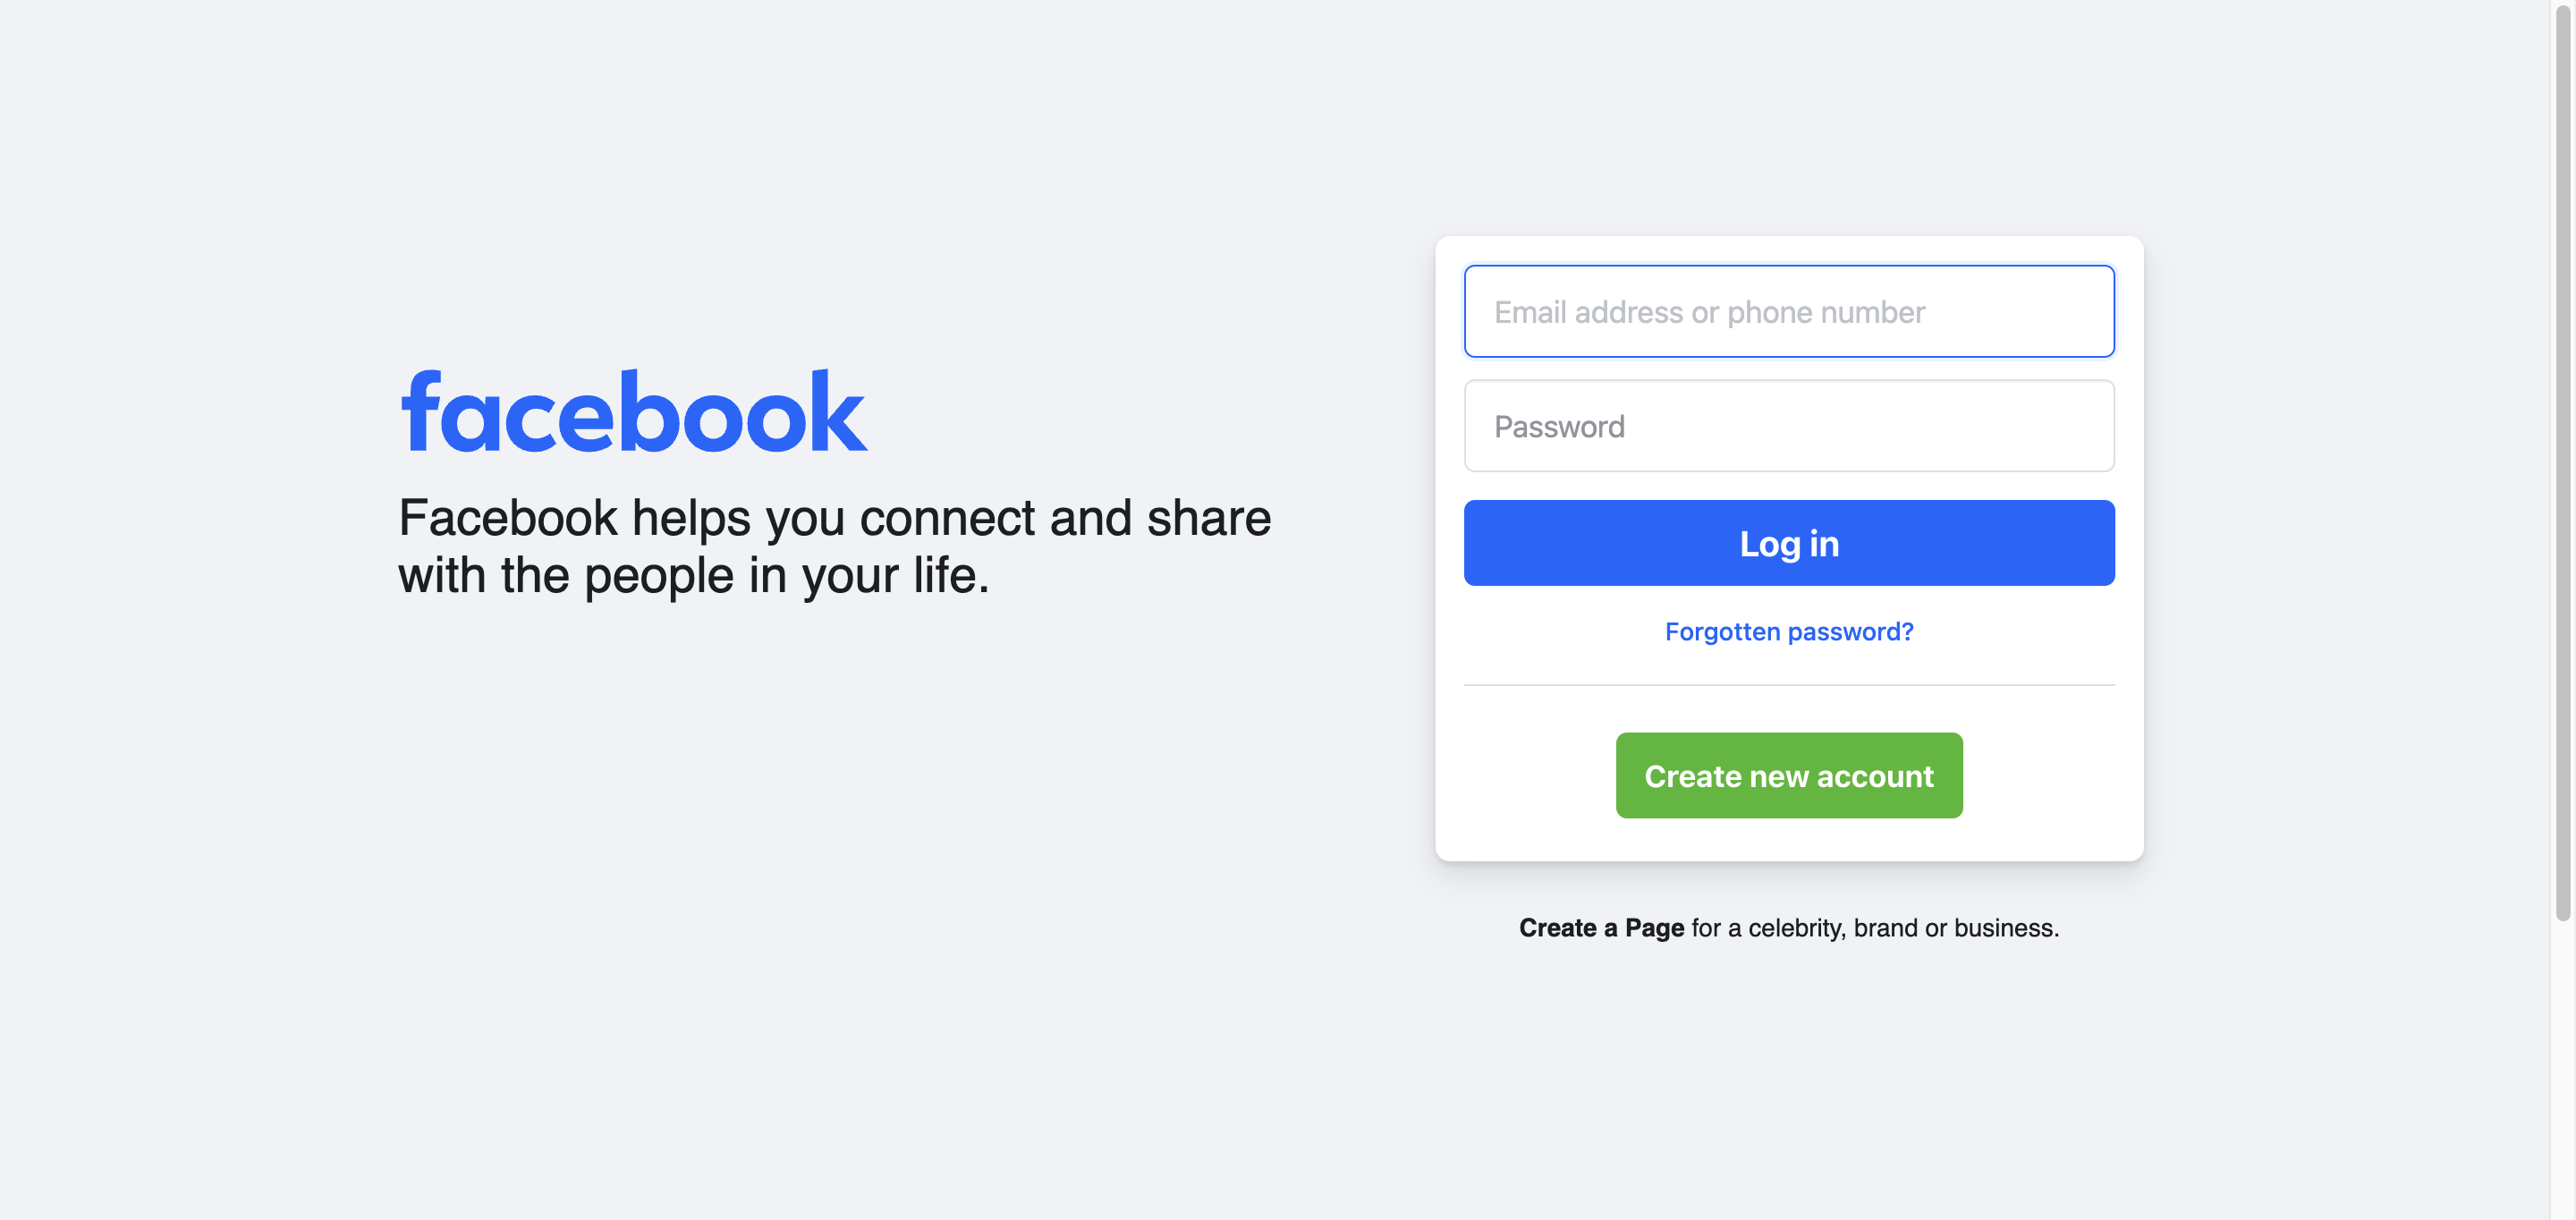 facebook
Facebook helps you connect and share
with the people in your life.
Email address or phone number
Password
Log in
Forgotten password?
Create new account
Create a Page for a celebrity, brand or business.